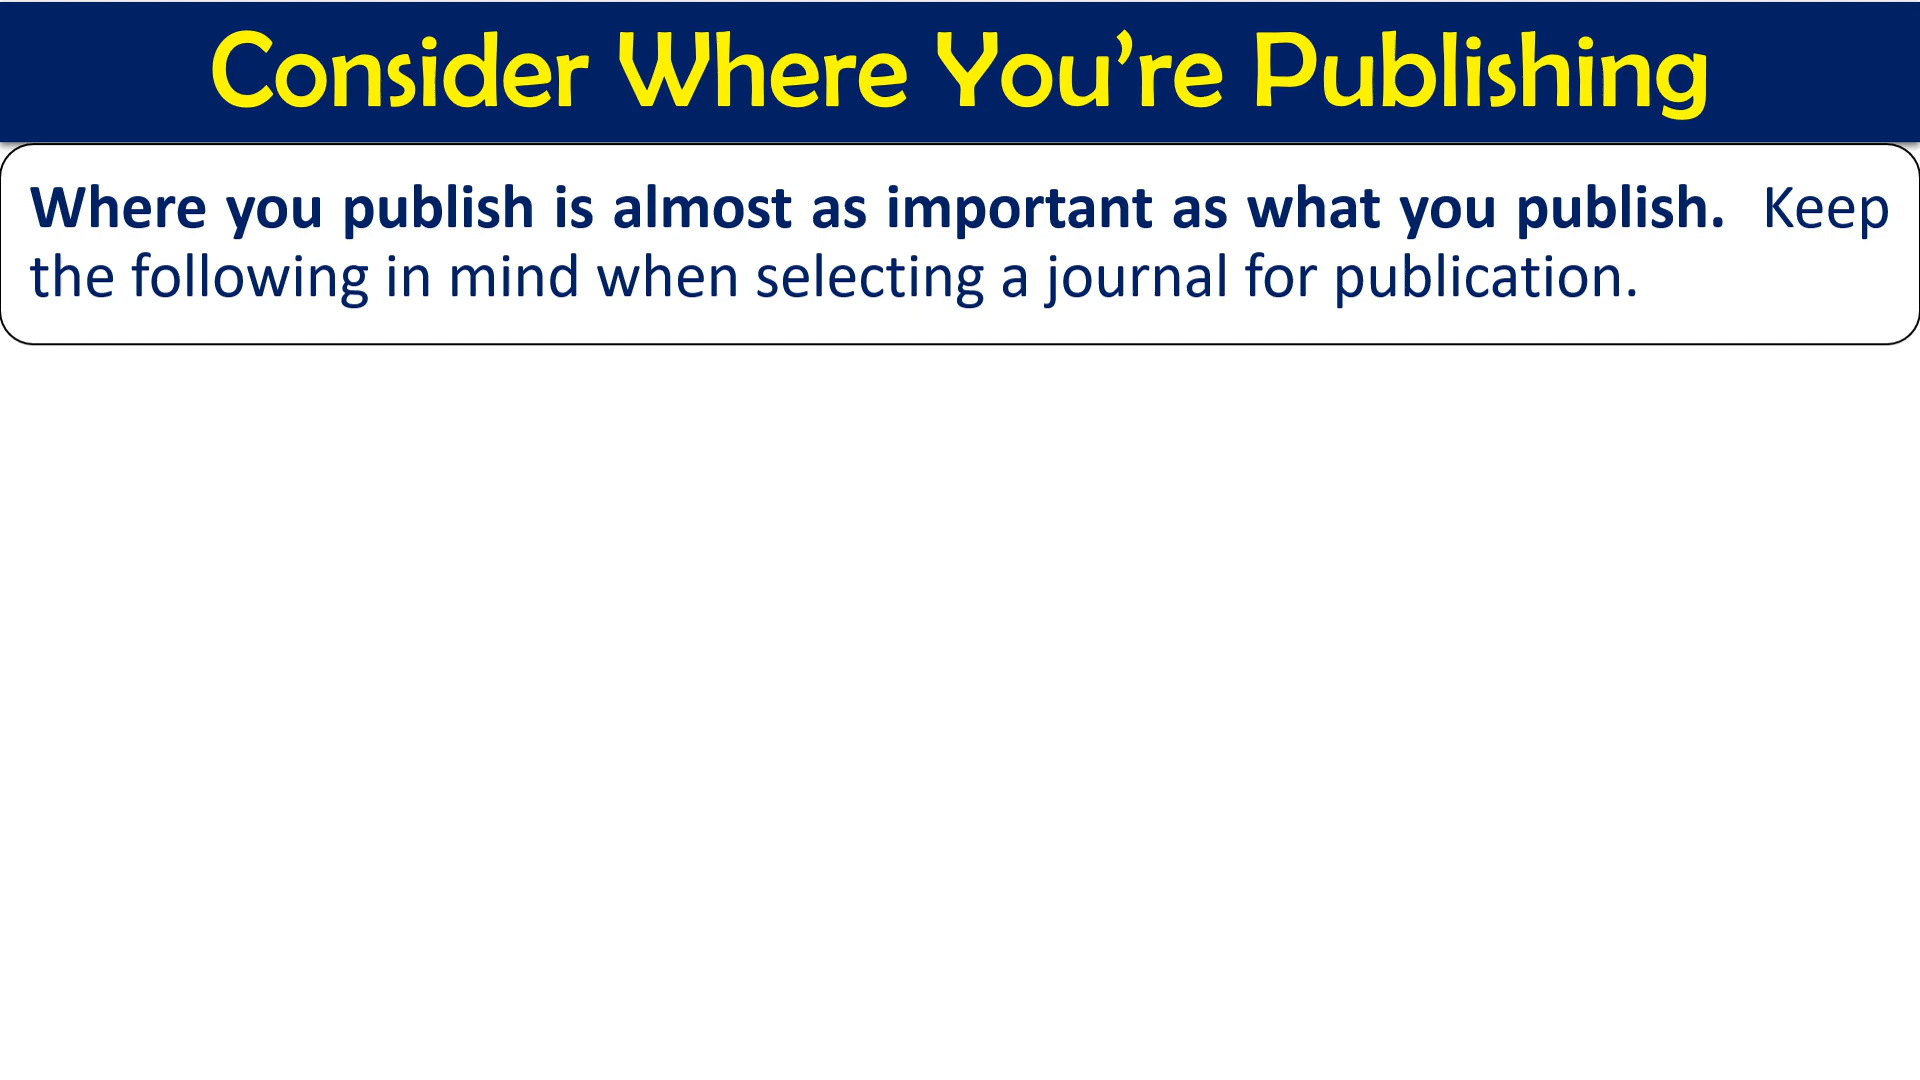 Consider Where You’re Publishing
Where you publish is almost as important as what you publish. Keep
the following in mind when selecting a journal for publication.